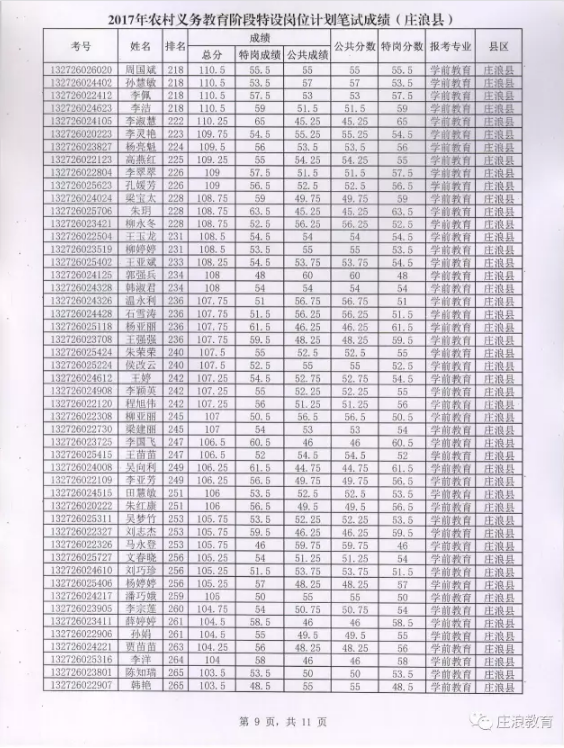 2017年农村义务教育阶段特设岗位计划笔试成绩（庄浪县）
考号 姓名 排名 成绩 公共分数 特岗分数 报考专业 县区
总分 特岗成绩 公共成绩
132726026020 周国斌 218 110.5 55.5 55 55 55.5 学前教育 庄浪县
132726024402 孙慧敏 218 110.5 53.5 57 57 53.5 学前教育 庄浪县
132726022412 李佩 218 110.5 57.5 53 53 57.5 学前教育 庄浪县
132726024623 李洁 218 110.5 59 51.5 51.5 59 学前教育 庄浪县
132726024105 李淑慧 222 110.25 65 45.25 45.25 65 学前教育 庄浪县
132726020223 李灵艳 223 109.75 54.5 55.25 55.25 54.5 学前教育 庄浪县
132726023827 杨亮魁 224 109.5 56 53.5 53.5 56 学前教育 庄浪县
132726022123 高燕红 225 109.25 55 54.25 54.25 55 学前教育 庄浪县
132726022804 李翠翠 226 109 57.5 51.5 51.5 57.5 学前教育 庄浪县
132726025623 孔媛芳 226 109 56.5 52.5 52.5 56.5 学前教育 庄浪县
132726024024 梁宝太 228 108.75 59 49.75 49.75 59 学前教育 庄浪县
132726025706 朱玥 228 108.75 63.5 45.25 45.25 63.5 学前教育 庄浪县
132726023421 柳永冬 228 108.75 52.5 56.25 56.25 52.5 学前教育 庄浪县
132726022504 王玉龙 231 108.5 54.5 54 54 54.5 学前教育 庄浪县
132726023519 柳婷婷 231 108.5 53.5 55 55 53.5 学前教育 庄浪县
132726025402 王亚斌 233 108.25 54.5 53.75 53.75 54.5 学前教育 庄浪县
132726024125 郭强兵 234 108 48 60 60 48 学前教育 庄浪县
132726024328 韩淑君 234 108 54 54 54 54 学前教育 庄浪县
132726024326 温永利 236 107.75 51 56.75 56.75 51 学前教育 庄浪县
132726024428 石雪涛 236 107.75 51.5 56.25 56.25 51.5 学前教育 庄浪县
132726025118 杨亚丽 236 107.75 61.5 46.25 46.25 61.5 学前教育 庄浪县
132726023708 王强强 236 107.75 59.5 48.25 48.25 59.5 学前教育 庄浪县
132726025424 朱荣荣 240 107.5 55 52.5 52.5 55 学前教育 庄浪县
132726025224 侯改云 240 107.5 52.5 55 55 52.5 学前教育 庄浪县
132726024612 王婷 242 107.25 54.5 52.75 52.75 54.5 学前教育 庄浪县
132726024908 李颖英 242 107.25 55 52.25 52.25 55 学前教育 庄浪县
132726022120 程旭伟 242 107.25 56 51.25 51.25 56 学前教育 庄浪县
132726022308 柳亚丽 245 107 50.5 56.5 56.5 50.5 学前教育 庄浪县
132726022730 梁建丽 245 107 54 53 53 54 学前教育 庄浪县
132726023725 李国飞 247 106.5 60.5 46 46 60.5 学前教育 庄浪县
132726025415 王苗苗 247 106.5 52 54.5 54.5 52 学前教育 庄浪县
132726024008 吴向利 249 106.25 61.5 44.75 44.75 61.5 学前教育 庄浪县
132726022109 李亚芳 249 106.25 56.5 49.75 49.75 56.5 学前教育 庄浪县
132726024515 田慧敏 251 106 53.5 52.5 52.5 53.5 学前教育 庄浪县
132726020222 朱红康 251 106 56.5 49.5 49.5 56.5 学前教育 庄浪县
132726025311 吴梦竹 253 105.75 53.5 52.25 52.25 53.5 学前教育 庄浪县
132726022327 刘志杰 253 105.75 59.5 46.25 46.25 59.5 学前教育 庄浪县
132726022326 马永登 253 105.75 46 59.75 59.75 46 学前教育 庄浪县
132726025727 文春晓 256 105.25 54 51.25 51.25 54 学前教育 庄浪县
132726024610 刘巧珍 256 105.25 51.5 53.75 53.75 51.5 学前教育 庄浪县
132726025406 杨婷婷 256 105.25 57 48.25 48.25 57 学前教育 庄浪县
132726024217 潘巧娥 259 105 50 55 55 50 学前教育 庄浪县
132726023905 李宗莲 260 104.75 54 50.75 50.75 54 学前教育 庄浪县
132726023411 薛婷婷 261 104.5 58.5 46 46 58.5 学前教育 庄浪县
132726022906 孙娟 261 104.5 55 49.5 49.5 55 学前教育 庄浪县
132726024221 贾苗苗 263 104.25 56 48.25 48.25 56 学前教育 庄浪县
132726025316 李洋 264 104 58 46 46 58 学前教育 庄浪县
132726023801 陈知瑞 265 103.5 53.5 50 50 53.5 学前教育 庄浪县
132726022907 韩艳 265 103.5 48.5 55 55 48.5 学前教育 庄浪县
第 9 页，共 11 页
庄浪教育